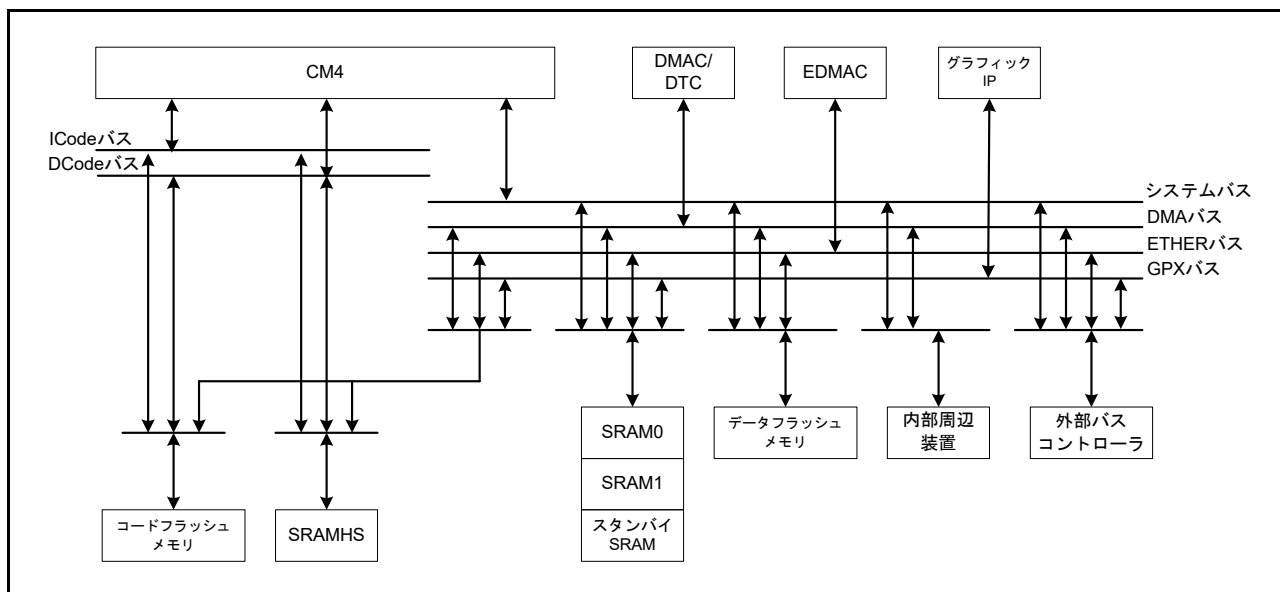 CM4
DMAC/
DTC
EDMAC
グラフィック
IP
ICodeバス
DCodeバス
システムバス
DMAバス
ETHERバス
GPXバス
SRAM0
SRAM1
スタンバイ
SRAM
データフラッシュ
メモリ
内部周辺
装置
外部バス
コントローラ
コードフラッシュ
メモリ
SRAMHS